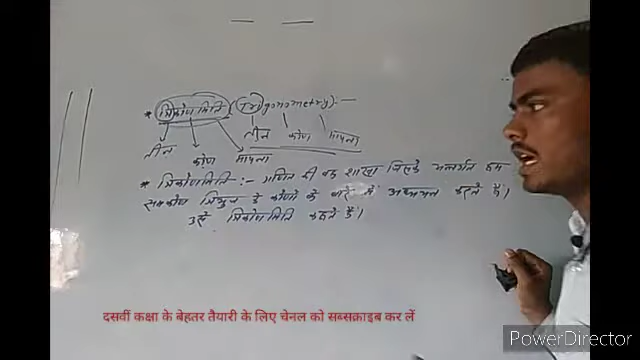 * त्रिकोणमिति (Trigonometry) :—
तीन कोण मापना
तीन कोण मापना
* त्रिकोणमिति :- गणित की वह शाखा जिसके अन्तर्गत हम
समकोण त्रिभुज के कोणों के बारे में अध्ययन करते हैं।
उसे त्रिकोणमिति कहते हैं।
दसवीं कक्षा के बेहतर तैयारी के लिए चेनल को सब्सक्राइब कर लें
PowerDirector